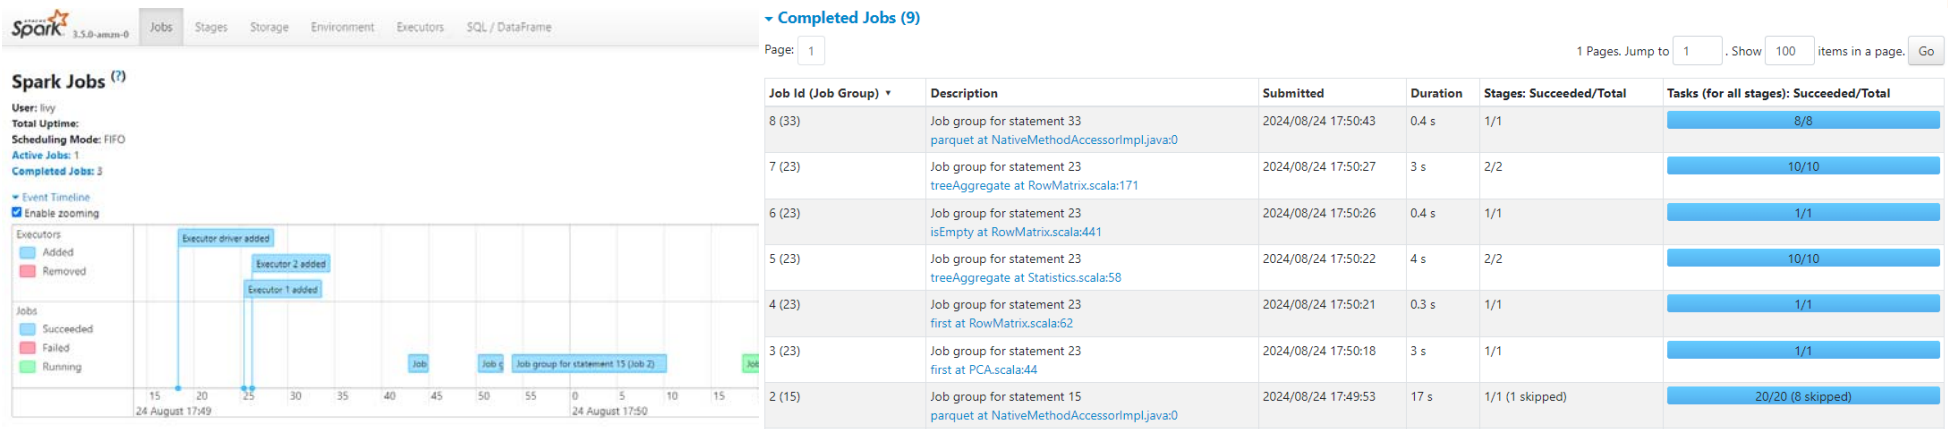 APACHE
Spark 3.5.0-amzn-0
Jobs
Stages
Storage
Environment
Executors
SQL / DataFrame
Spark Jobs (?)
User: livy
Total Uptime:
Scheduling Mode: FIFO
Active Jobs: 1
Completed Jobs: 3
Event Timeline
Enable zooming
Executors
Added
Removed
Executor driver added
Executor 2 added
Executor 1 added
Jobs
Succeeded
Failed
Running
Job
Job g
Job group for statement 15 (Job 2)
Job
15 20 25 30 35 40 45 50 55 0 5 10 15
24 August 17:49
24 August 17:50
Completed Jobs (9)
Page: 1
1 Pages. Jump to 1 . Show 100 items in a page. Go
Job Id (Job Group) ▾ Description Submitted Duration Stages: Succeeded/Total Tasks (for all stages): Succeeded/Total
8 (33) Job group for statement 33 2024/08/24 17:50:43 0.4 s 1/1 8/8
parquet at NativeMethodAccessorImpl.java:0
7 (23) Job group for statement 23 2024/08/24 17:50:27 3 s 2/2 10/10
treeAggregate at RowMatrix.scala:171
6 (23) Job group for statement 23 2024/08/24 17:50:26 0.4 s 1/1 1/1
isEmpty at RowMatrix.scala:441
5 (23) Job group for statement 23 2024/08/24 17:50:22 4 s 2/2 10/10
treeAggregate at Statistics.scala:58
4 (23) Job group for statement 23 2024/08/24 17:50:21 0.3 s 1/1 1/1
first at RowMatrix.scala:62
3 (23) Job group for statement 23 2024/08/24 17:50:18 3 s 1/1 1/1
first at PCA.scala:44
2 (15) Job group for statement 15 2024/08/24 17:49:53 17 s 1/1 (1 skipped) 20/20 (8 skipped)
parquet at NativeMethodAccessorImpl.java:0